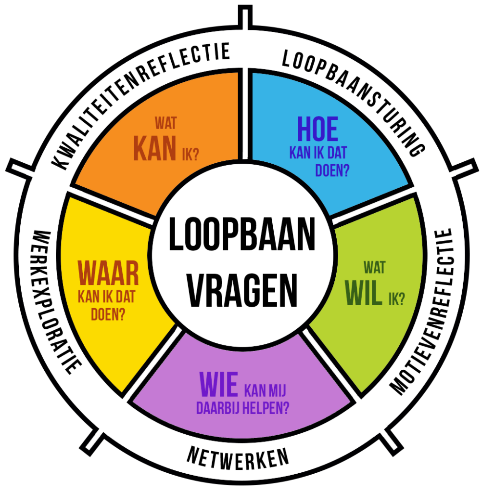 KWALITEITENREFLECTIE
LOOPBAANSTURING
WAT
KAN IK?
HOE
KAN IK DAT
DOEN?
LOOPBAAN
VRAGEN
WAAR
KAN IK DAT
DOEN?
WAT
WIL IK?
WERKEXPLORATIE
MOTIEVENREFLECTIE
WIE KAN MIJ
DAARBIJ HELPEN?
NETWERKEN